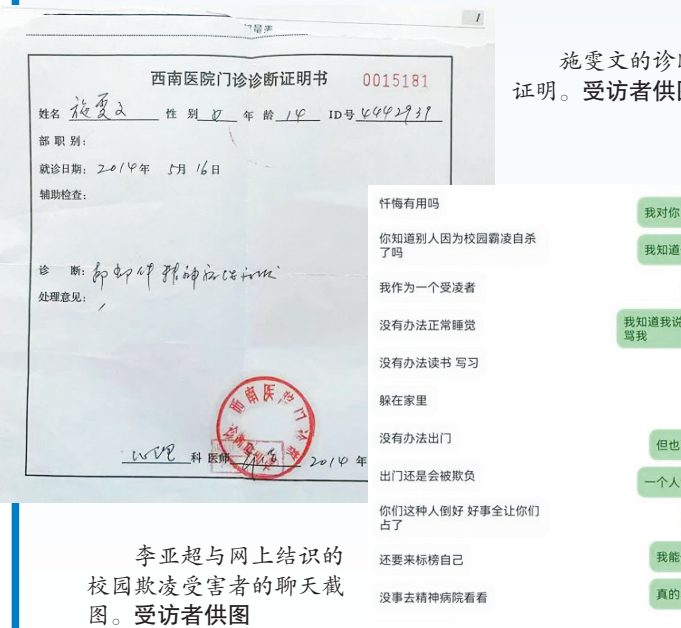 1
西南医院门诊诊断证明书 0015181
姓名 施雯文 性 别 女 年 龄 14 ID号 4442939
部 职 别：
就诊日期：2014年 5月 16日
辅助检查：
诊 断：
处理意见：
心理 科 医师 2014 年
施雯文的诊
证明。受访者供图
忏悔有用吗
你知道别人因为校园霸凌自杀
了吗
我作为一个受凌者
没有办法正常睡觉
没有办法读书 写习
躲在家里
没有办法出门
出门还是会被欺负
你们这种人倒好 好事全让你们
占了
还要来标榜自己
没事去精神病院看看
我对你
我知道
我知道我说
骂我
但也
一个人
我能
真的
李亚超与网上结识的
校园欺凌受害者的聊天截
图。受访者供图